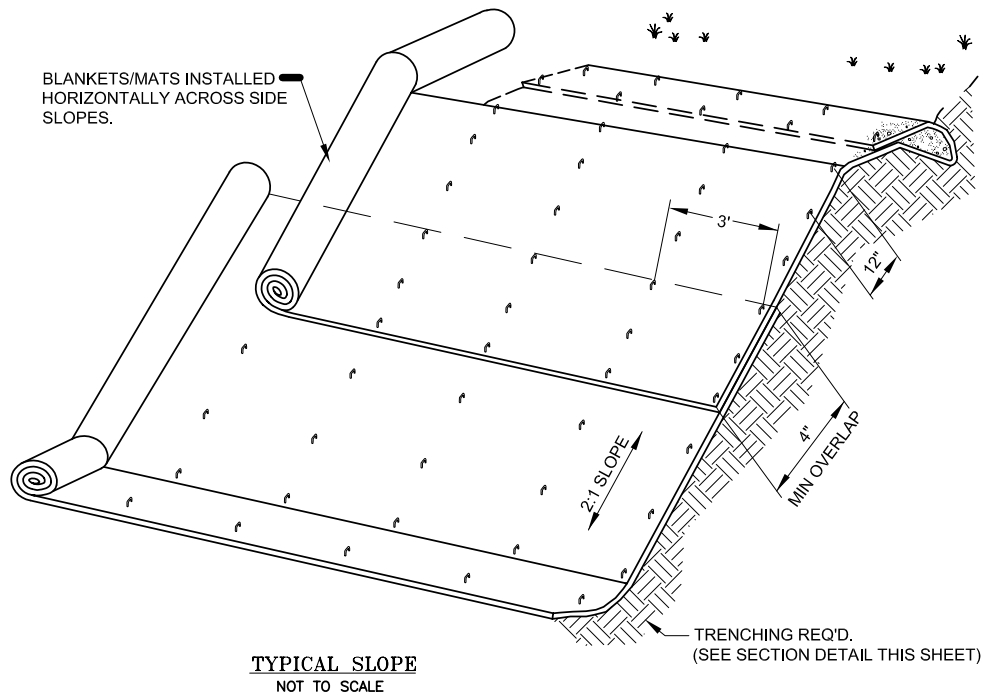 BLANKETS/MATS INSTALLED
HORIZONTALLY ACROSS SIDE
SLOPES.
3'
12"
4"
MIN OVERLAP
2:1 SLOPE
TRENCHING REQ'D.
(SEE SECTION DETAIL THIS SHEET)
TYPICAL SLOPE
NOT TO SCALE